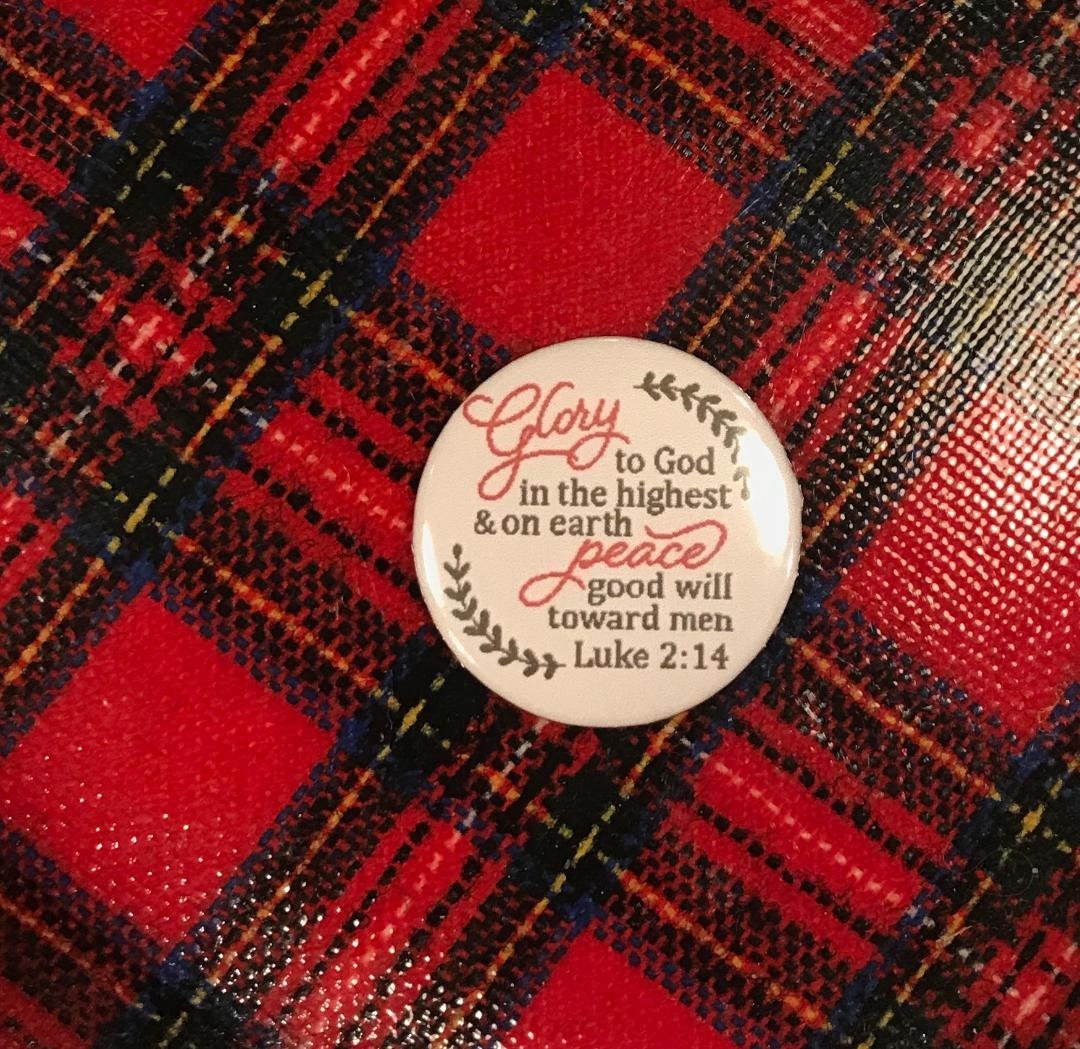 Glory
to God
in the highest
& on earth
peace
good will
toward men
Luke 2:14